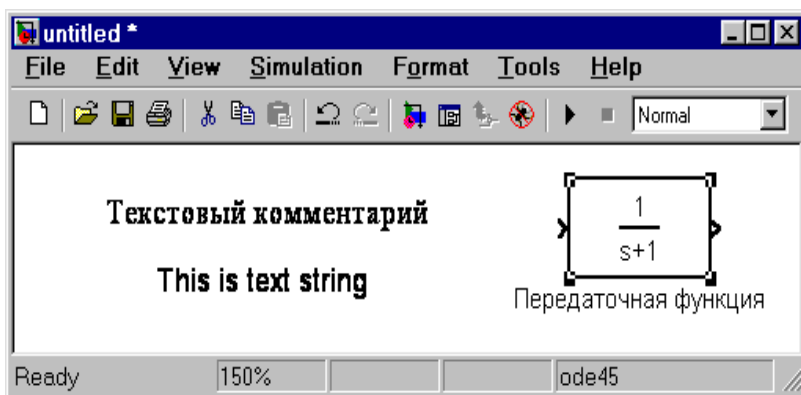 untitled *
File Edit View Simulation Format Tools Help
Normal
Текстовый комментарий
This is text string
1
s+1
Передаточная функция
Ready 150% ode45